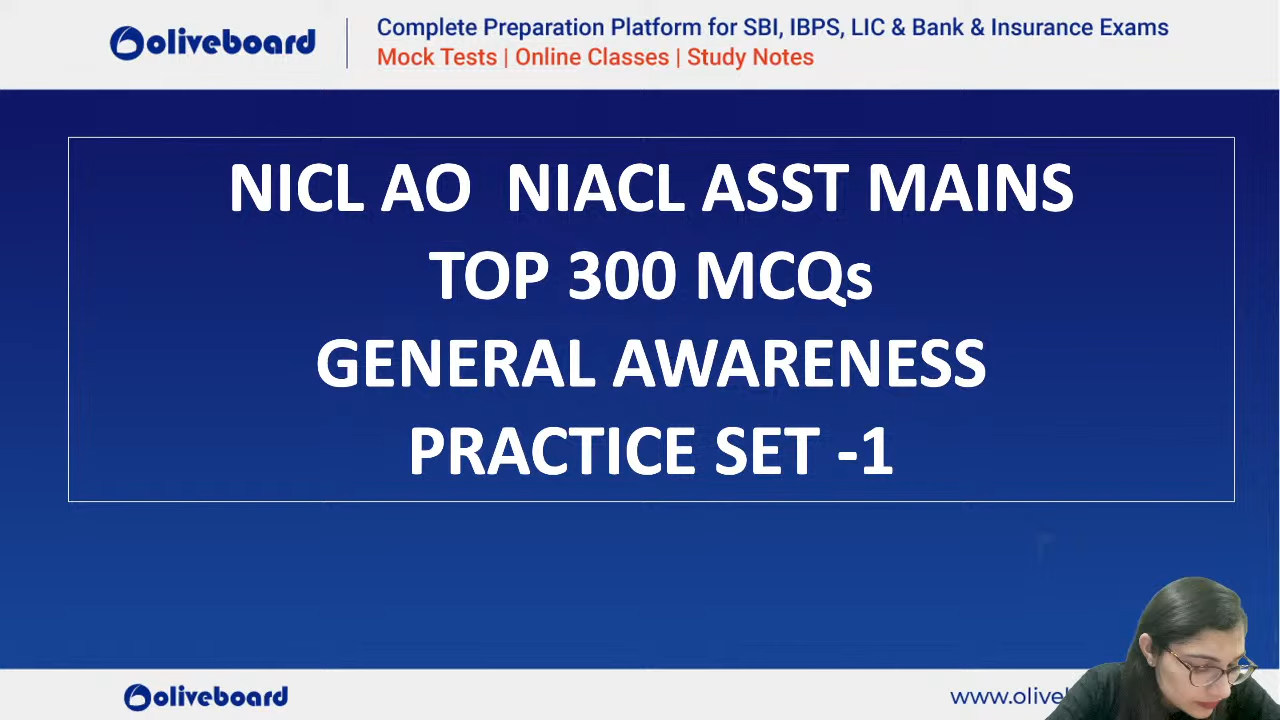 oliveboard
Complete Preparation Platform for SBI, IBPS, LIC & Bank & Insurance Exams
Mock Tests | Online Classes | Study Notes
NICL AO NIACL ASST MAINS
TOP 300 MCQs
GENERAL AWARENESS
PRACTICE SET -1
oliveboard